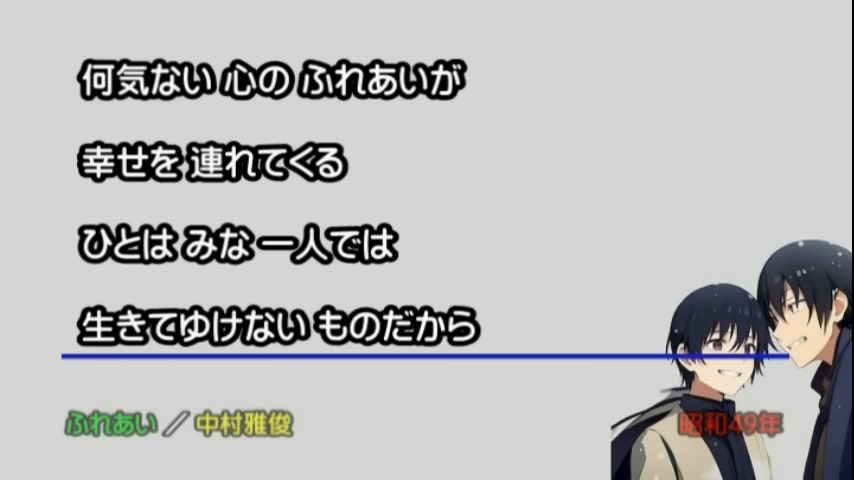 何気ない 心の ふれあいが
幸せを 連れてくる
ひとは みな 一人では
生きてゆけない ものだから
ふれあい / 中村雅俊
昭和49年